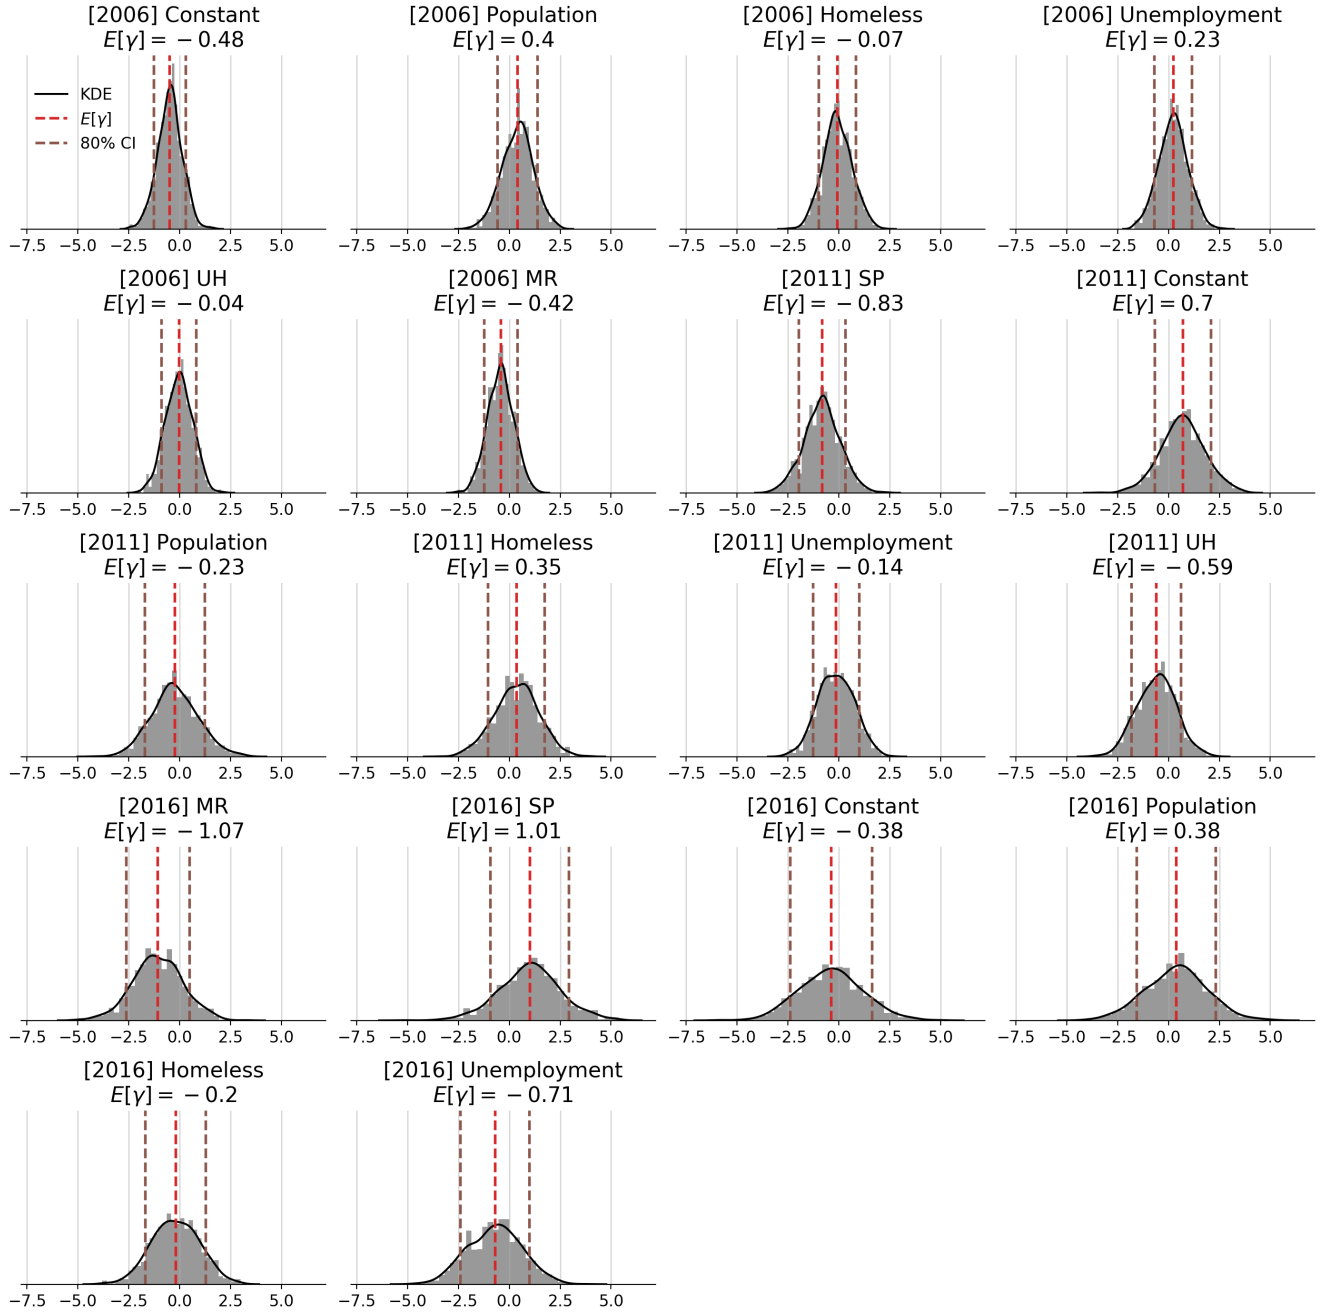 [2006] Constant
E[γ] = −0.48
[2006] Population
E[γ] = 0.4
[2006] Homeless
E[γ] = −0.07
[2006] Unemployment
E[γ] = 0.23
KDE
E[γ]
80% CI
−7.5 −5.0 −2.5 0.0 2.5 5.0
−7.5 −5.0 −2.5 0.0 2.5 5.0
−7.5 −5.0 −2.5 0.0 2.5 5.0
−7.5 −5.0 −2.5 0.0 2.5 5.0
[2006] UH
E[γ] = −0.04
[2006] MR
E[γ] = −0.42
[2011] SP
E[γ] = −0.83
[2011] Constant
E[γ] = 0.7
−7.5 −5.0 −2.5 0.0 2.5 5.0
−7.5 −5.0 −2.5 0.0 2.5 5.0
−7.5 −5.0 −2.5 0.0 2.5 5.0
−7.5 −5.0 −2.5 0.0 2.5 5.0
[2011] Population
E[γ] = −0.23
[2011] Homeless
E[γ] = 0.35
[2011] Unemployment
E[γ] = −0.14
[2011] UH
E[γ] = −0.59
−7.5 −5.0 −2.5 0.0 2.5 5.0
−7.5 −5.0 −2.5 0.0 2.5 5.0
−7.5 −5.0 −2.5 0.0 2.5 5.0
−7.5 −5.0 −2.5 0.0 2.5 5.0
[2016] MR
E[γ] = −1.07
[2016] SP
E[γ] = 1.01
[2016] Constant
E[γ] = −0.38
[2016] Population
E[γ] = 0.38
−7.5 −5.0 −2.5 0.0 2.5 5.0
−7.5 −5.0 −2.5 0.0 2.5 5.0
−7.5 −5.0 −2.5 0.0 2.5 5.0
−7.5 −5.0 −2.5 0.0 2.5 5.0
[2016] Homeless
E[γ] = −0.2
[2016] Unemployment
E[γ] = −0.71
−7.5 −5.0 −2.5 0.0 2.5 5.0
−7.5 −5.0 −2.5 0.0 2.5 5.0